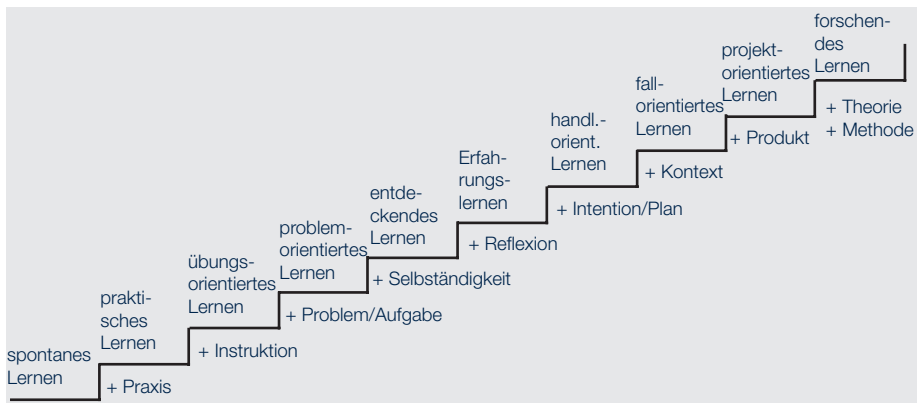 spontanes
Lernen
+ Praxis
prakti-
sches
Lernen
+ Instruktion
übungs-
orientiertes
Lernen
+ Problem/Aufgabe
problem-
orientiertes
Lernen
+ Selbständigkeit
entde-
ckendes
Lernen
+ Reflexion
Erfah-
rungs-
lernen
+ Intention/Plan
handl.-
orient.
Lernen
+ Kontext
fall-
orientiertes
Lernen
+ Produkt
projekt-
orientiertes
Lernen
+ Theorie
+ Methode
forschen-
des
Lernen